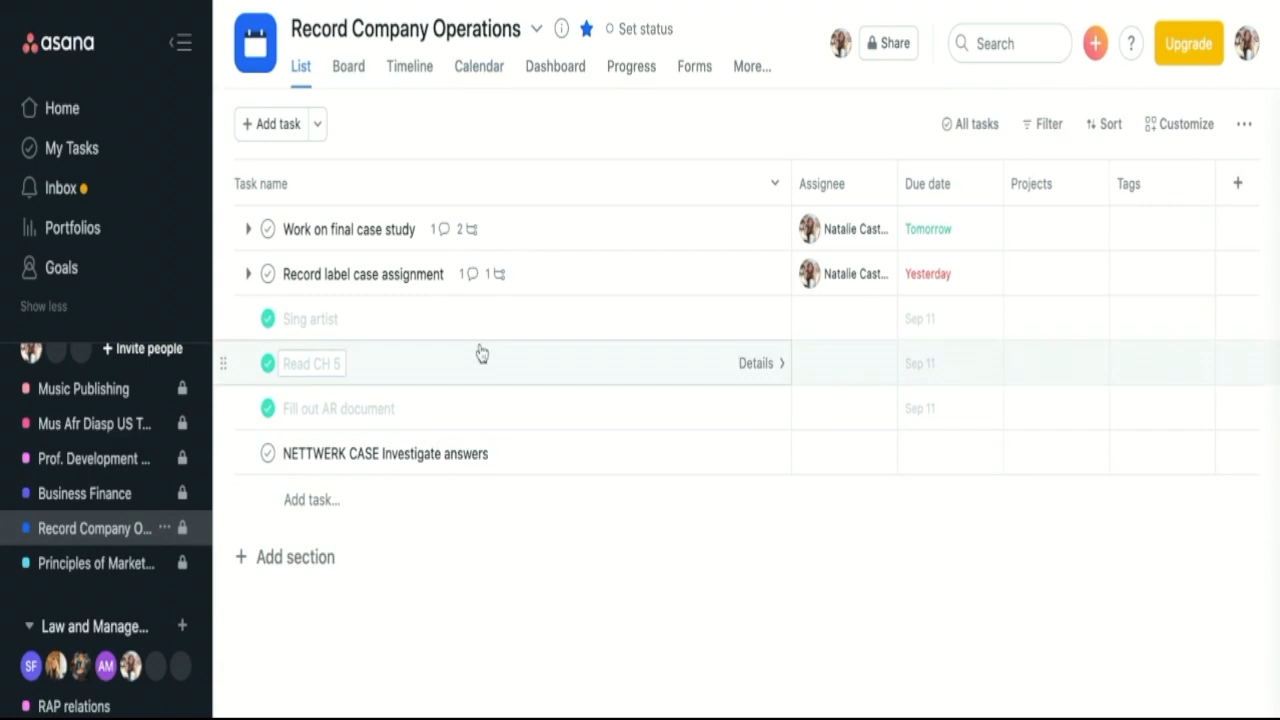 asana
Home
My Tasks
Inbox
Portfolios
Goals
Show less
+ Invite people
Music Publishing
Mus Afr Diasp US T...
Prof. Development ...
Business Finance
Record Company O... ...
Principles of Market...
Law and Manage... +
SF AM
RAP relations
Record Company Operations Set status
List Board Timeline Calendar Dashboard Progress Forms More...
Share Search + ? Upgrade
+ Add task
All tasks Filter Sort Customize ...
Task name Assignee Due date Projects Tags +
Work on final case study 1 2 Natalie Cast... Tomorrow
Record label case assignment 1 1 Natalie Cast... Yesterday
Sing artist Sep 11
Read CH 5 Details > Sep 11
Fill out AR document Sep 11
NETTWERK CASE Investigate answers
Add task...
+ Add section